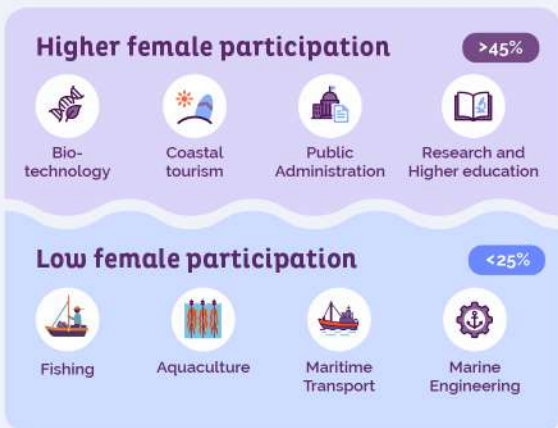 Higher female participation
>45%
Bio-
technology
Coastal
tourism
Public
Administration
Research and
Higher education
Low female participation
<25%
Fishing
Aquaculture
Maritime
Transport
Marine
Engineering